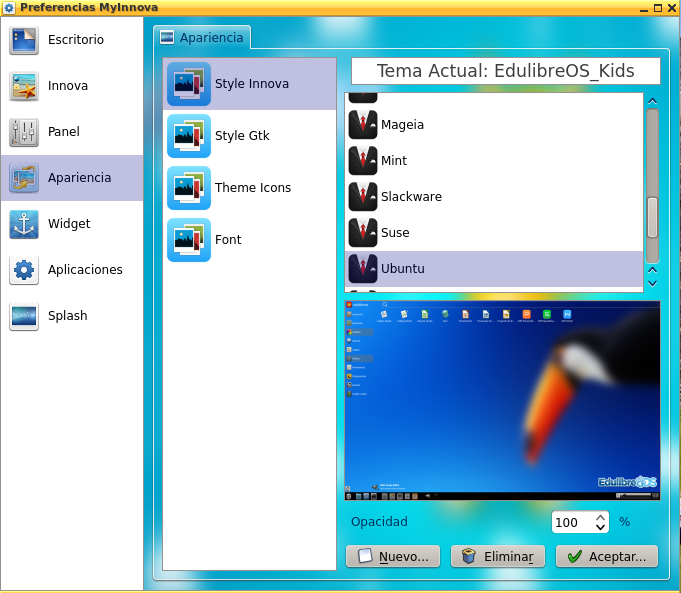 Preferencias MyInnova
Escritorio
Innova
Panel
Apariencia
Widget
Aplicaciones
Splash
Apariencia
Style Innova
Style Gtk
Theme Icons
Font
Tema Actual: EdulibreOS_Kids
Mageia
Mint
Slackware
Suse
Ubuntu
EdulibreOS
Opacidad
100
%
Nuevo...
Eliminar
Aceptar...